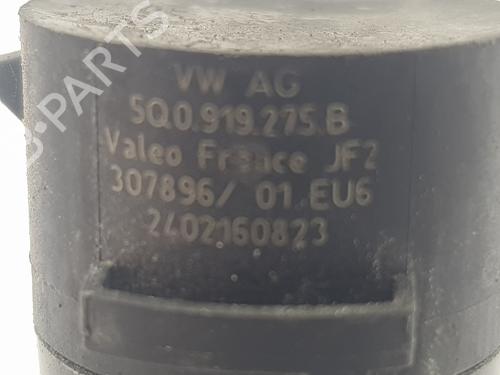 VW AG
5Q0.919.275.B
Valeo France JF2
307896/ 01 EU6
2402160823
B-PARTS